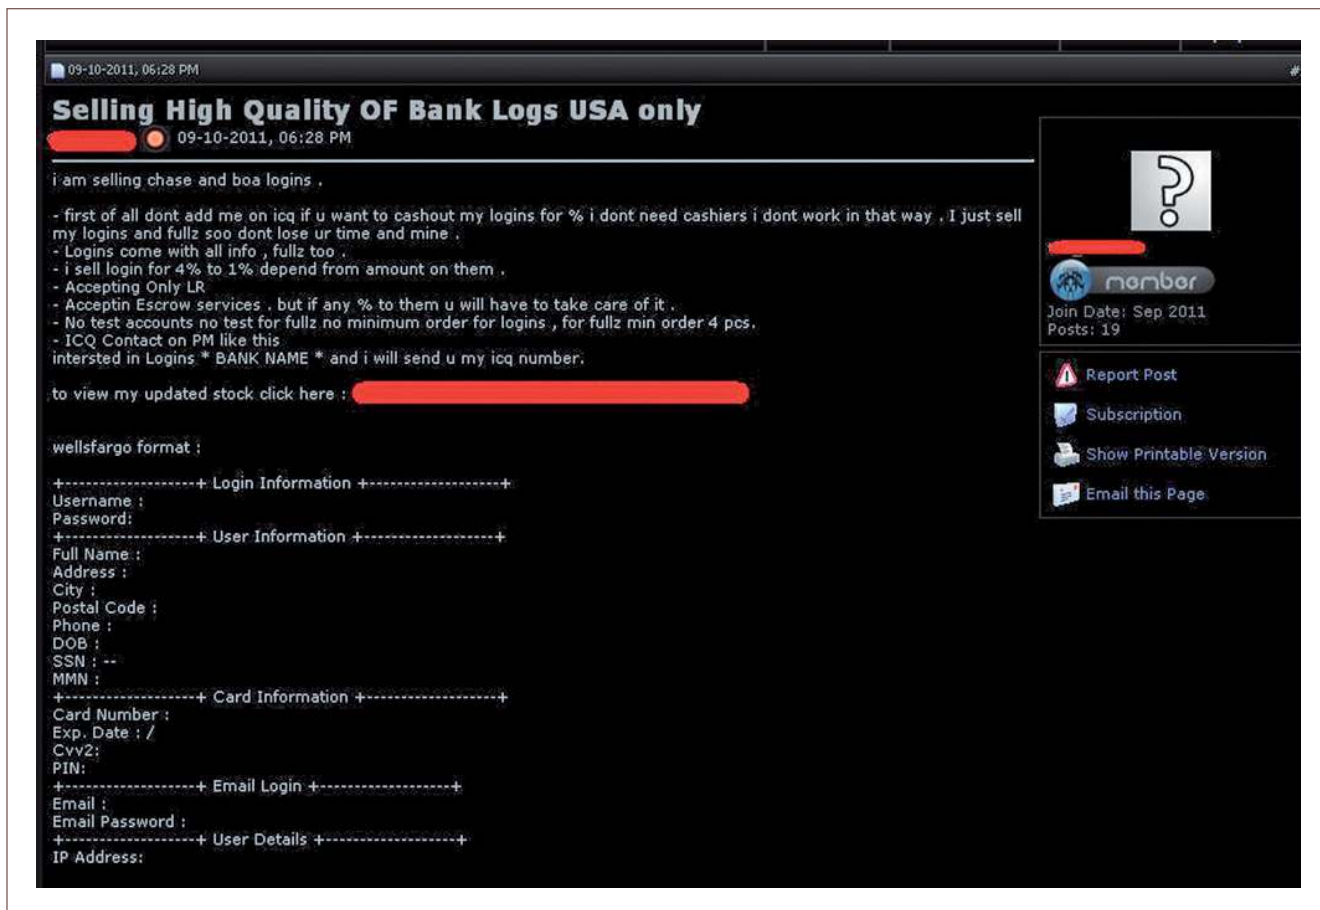 09-10-2011, 06:28 PM
#
Selling High Quality OF Bank Logs USA only
09-10-2011, 06:28 PM
i am selling chase and boa logins .
- first of all dont add me on icq if u want to cashout my logins for % i dont need cashiers i dont work in that way . I just sell
my logins and fullz soo dont lose ur time and mine .
- Logins come with all info , fullz too .
- i sell login for 4% to 1% depend from amount on them .
- Accepting Only LR
- Acceptin Escrow services . but if any % to them u will have to take care of it .
- No test accounts no test for fullz no minimum order for logins , for fullz min order 4 pcs.
- ICQ Contact on PM like this
intersted in Logins * BANK NAME * and i will send u my icq number.
to view my updated stock click here :
wellsfargo format :
+-------------------+ Login Information +-------------------+
Username :
Password:
+-------------------+ User Information +-------------------+
Full Name :
Address :
City :
Postal Code :
Phone :
DOB :
SSN : --
MMN :
+-------------------+ Card Information +-------------------+
Card Number :
Exp. Date : /
Cvv2:
PIN:
+-------------------+ Email Login +-------------------+
Email :
Email Password :
+-------------------+ User Details +-------------------+
IP Address:
?
member
Join Date: Sep 2011
Posts: 19
Report Post
Subscription
Show Printable Version
Email this Page